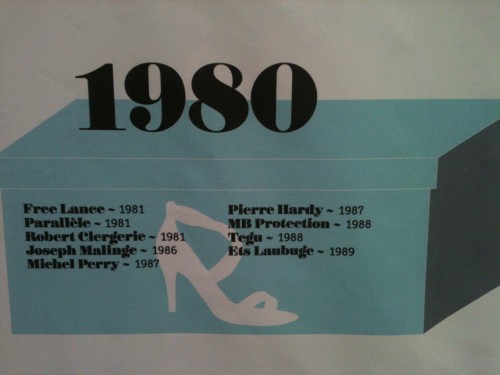 1980
Free Lance ~ 1981
Parallèle ~ 1981
Robert Clergerie ~ 1981
Joseph Malinge ~ 1986
Michel Perry ~ 1987
Pierre Hardy ~ 1987
MB Protection ~ 1988
Tegu ~ 1988
Ets Laubuge ~ 1989